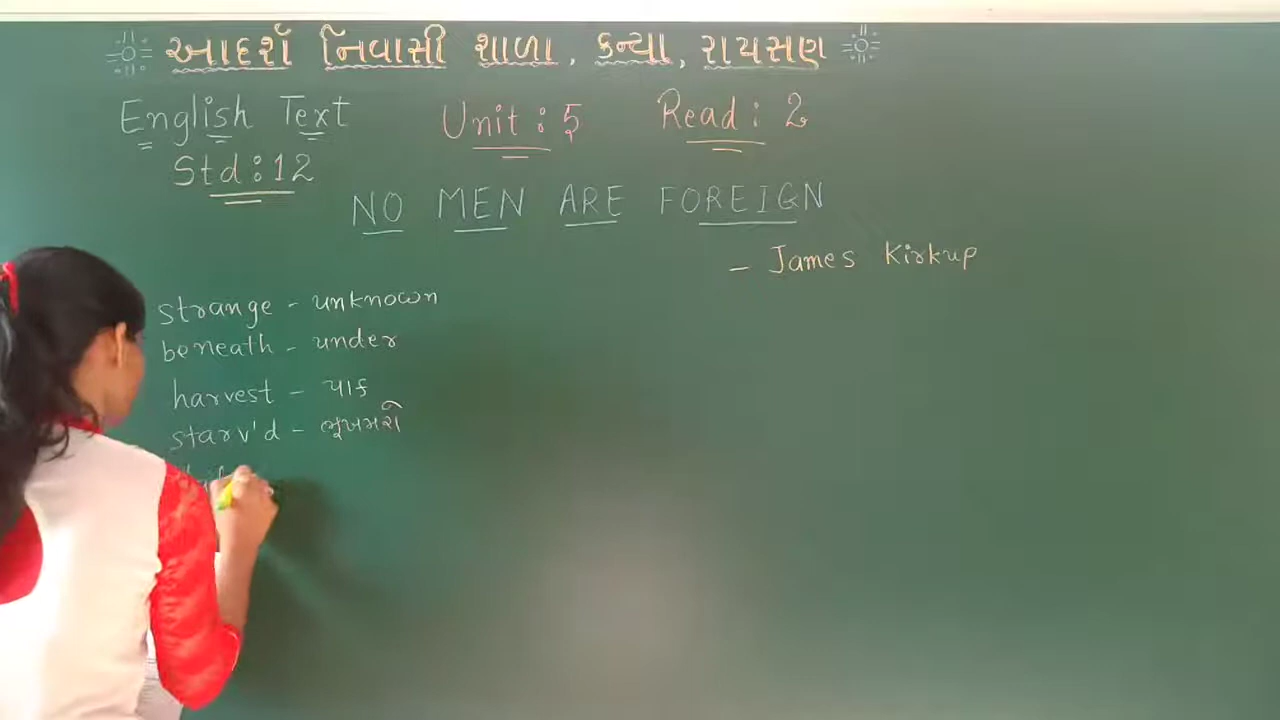 આદર્શ નિવાસી શાળા, કન્યા, રાયસણ
English Text Unit : 5 Read : 2
Std : 12
NO MEN ARE FOREIGN
- James Kirkup
strange - unknown
beneath - under
harvest - પાક
starv'd - ભૂખમરો